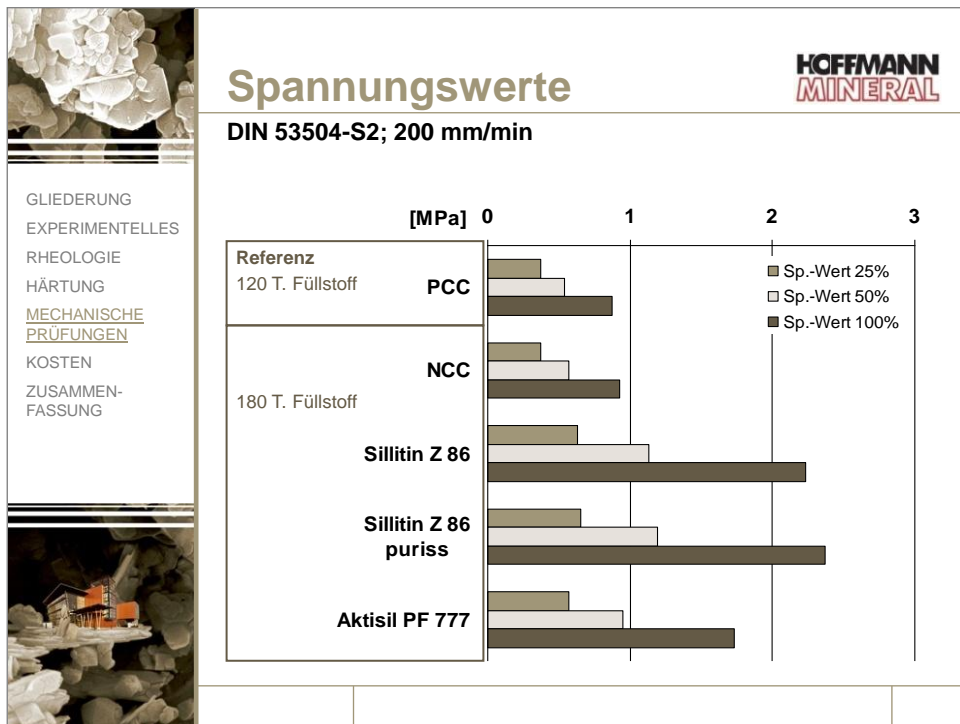 Spannungswerte
HOFFMANN
MINERAL
DIN 53504-S2; 200 mm/min
GLIEDERUNG
EXPERIMENTELLES
RHEOLOGIE
HÄRTUNG
MECHANISCHE
PRÜFUNGEN
KOSTEN
ZUSAMMEN-
FASSUNG
[MPa] 0 1 2 3
Referenz
120 T. Füllstoff
PCC
NCC
180 T. Füllstoff
Sillitin Z 86
Sillitin Z 86
puriss
Aktisil PF 777
Sp.-Wert 25%
Sp.-Wert 50%
Sp.-Wert 100%